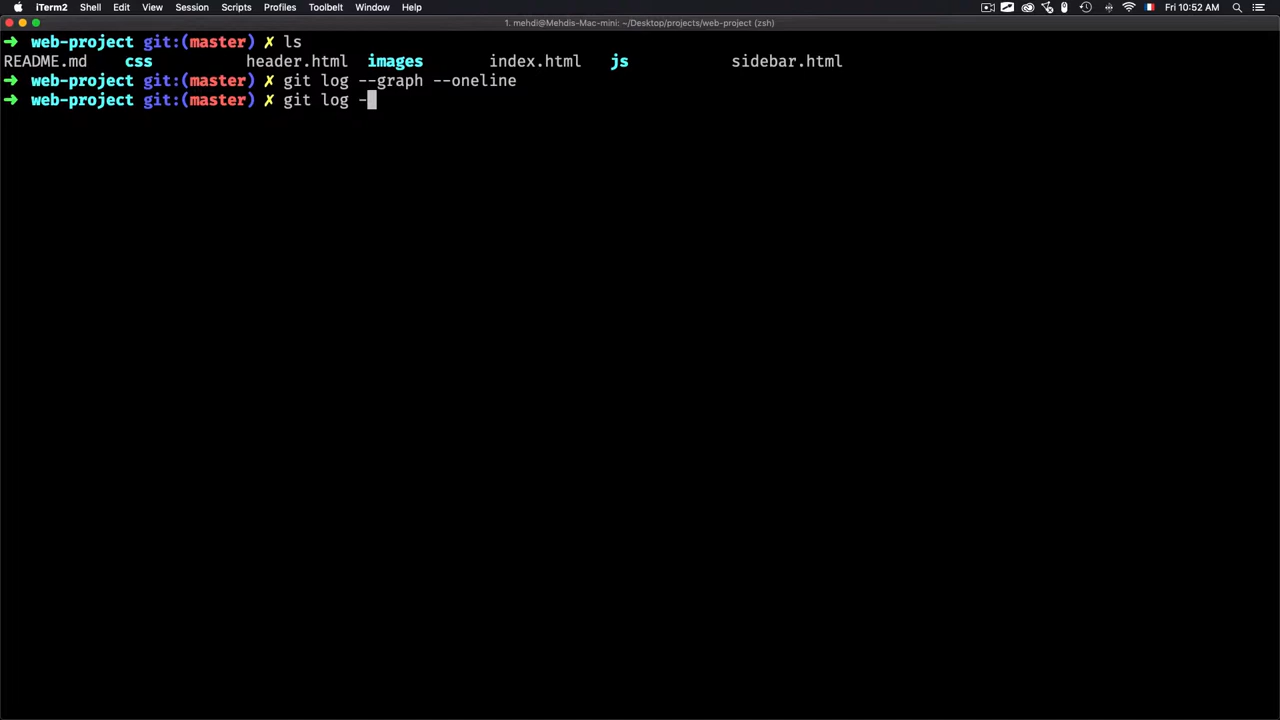 iTerm2 Shell Edit View Session Scripts Profiles Toolbelt Window Help Fri 10:52 AM
1. mehdi@Mehdis-Mac-mini: ~/Desktop/projects/web-project (zsh)
➜ web-project git:(master) ✗ ls
README.md css header.html images index.html js sidebar.html
➜ web-project git:(master) ✗ git log --graph --oneline
➜ web-project git:(master) ✗ git log -